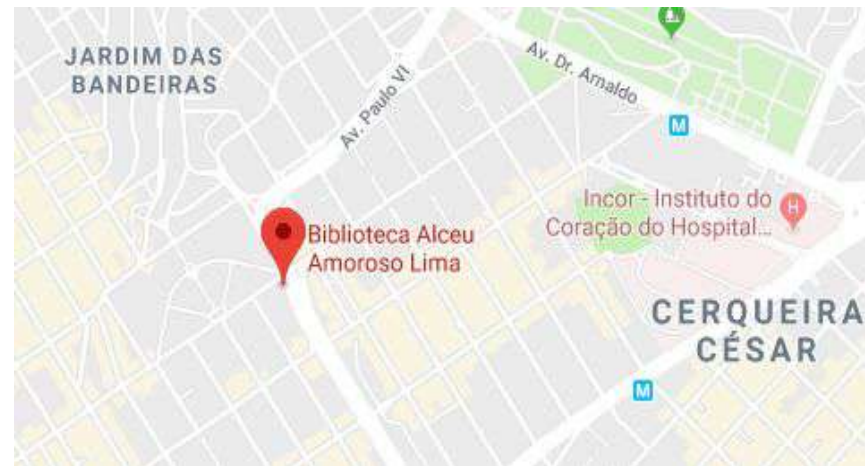 JARDIM DAS
BANDEIRAS
Av. Paulo VI
Av. Dr. Arnaldo
M
Incor - Instituto do
Coração do Hospital...
H
Biblioteca Alceu
Amoroso Lima
CERQUEIRA
CÉSAR
M